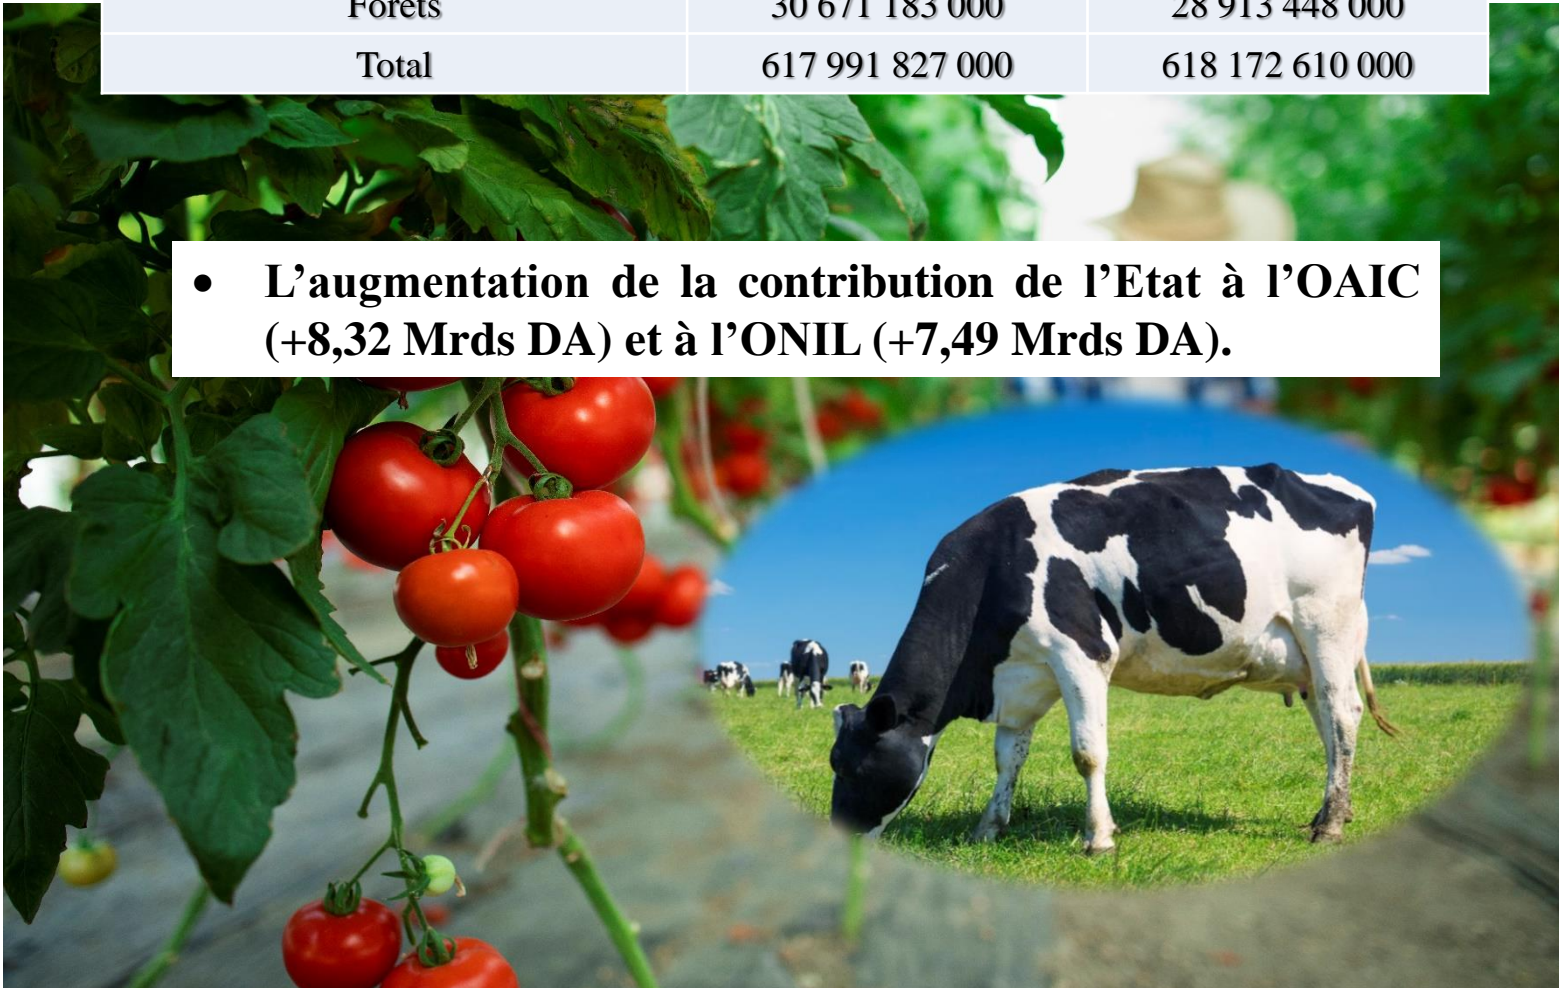 Forêts 30 671 183 000 28 913 448 000
Total 617 991 827 000 618 172 610 000
• L’augmentation de la contribution de l’Etat à l’OAIC
(+8,32 Mrds DA) et à l’ONIL (+7,49 Mrds DA).